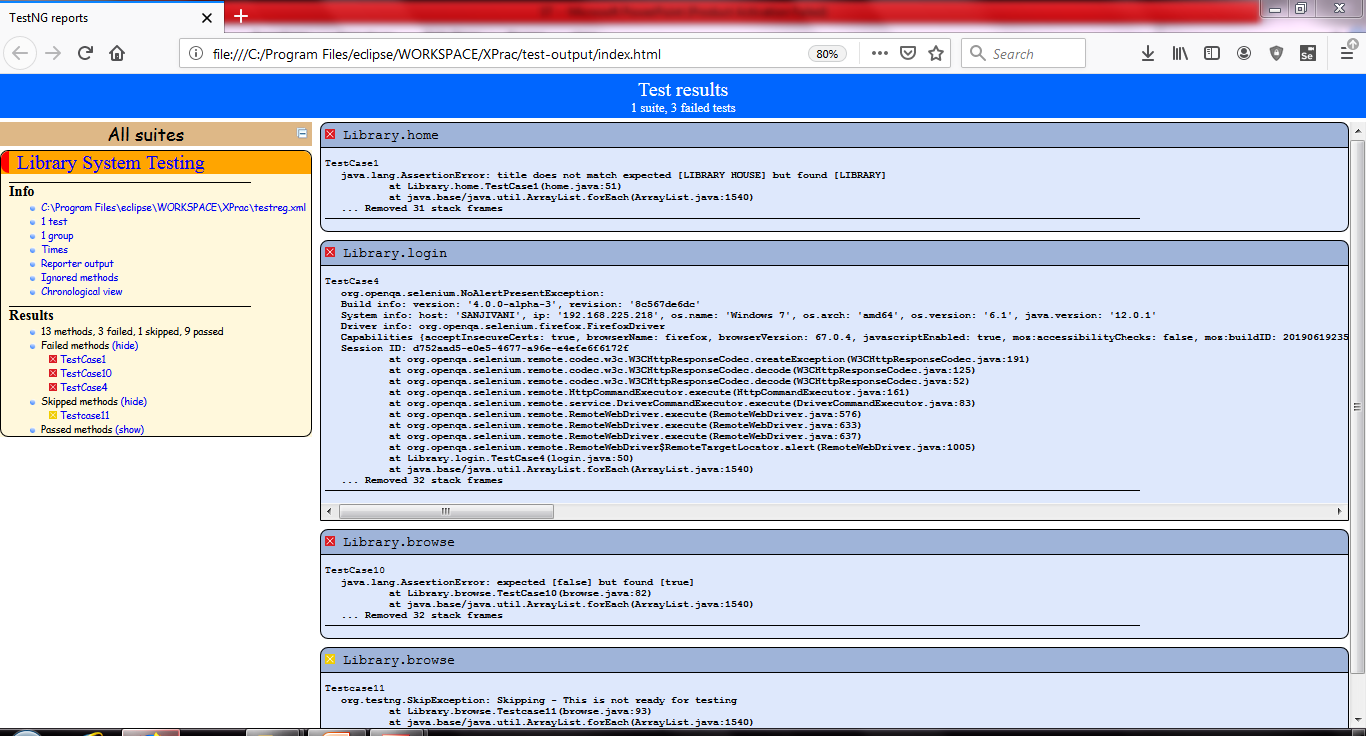 TestNG reports
file:///C:/Program Files/eclipse/WORKSPACE/XPrac/test-output/index.html
80%
Search
Se
Test results
1 suite, 3 failed tests
All suites
Library System Testing
Info
C:\Program Files\eclipse\WORKSPACE\XPrac\testreg.xml
1 test
1 group
Times
Reporter output
Ignored methods
Chronological view
Results
13 methods, 3 failed, 1 skipped, 9 passed
Failed methods (hide)
TestCase1
TestCase10
TestCase4
Skipped methods (hide)
Testcase11
Passed methods (show)
Library.home
TestCase1
java.lang.AssertionError: title does not match expected [LIBRARY HOUSE] but found [LIBRARY]
at Library.home.TestCase1(home.java:51)
at java.base/java.util.ArrayList.forEach(ArrayList.java:1540)
... Removed 31 stack frames
Library.login
TestCase4
org.openqa.selenium.NoAlertPresentException:
Build info: version: '4.0.0-alpha-3', revision: '8c567de6dc'
System info: host: 'SANJIVANI', ip: '192.168.225.218', os.name: 'Windows 7', os.arch: 'amd64', os.version: '6.1', java.version: '12.0.1'
Driver info: org.openqa.selenium.firefox.FirefoxDriver
Capabilities {acceptInsecureCerts: true, browserName: firefox, browserVersion: 67.0.4, javascriptEnabled: true, moz:accessibilityChecks: false, moz:buildID: 20190619235
Session ID: d752aad5-e0e5-4677-a96e-e4efe6f6172f
at org.openqa.selenium.remote.codec.w3c.W3CHttpResponseCodec.createException(W3CHttpResponseCodec.java:191)
at org.openqa.selenium.remote.codec.w3c.W3CHttpResponseCodec.decode(W3CHttpResponseCodec.java:125)
at org.openqa.selenium.remote.codec.w3c.W3CHttpResponseCodec.decode(W3CHttpResponseCodec.java:52)
at org.openqa.selenium.remote.HttpCommandExecutor.execute(HttpCommandExecutor.java:161)
at org.openqa.selenium.remote.service.DriverCommandExecutor.execute(DriverCommandExecutor.java:83)
at org.openqa.selenium.remote.RemoteWebDriver.execute(RemoteWebDriver.java:576)
at org.openqa.selenium.remote.RemoteWebDriver.execute(RemoteWebDriver.java:633)
at org.openqa.selenium.remote.RemoteWebDriver.execute(RemoteWebDriver.java:637)
at org.openqa.selenium.remote.RemoteWebDriver$RemoteTargetLocator.alert(RemoteWebDriver.java:1005)
at Library.login.TestCase4(login.java:50)
at java.base/java.util.ArrayList.forEach(ArrayList.java:1540)
... Removed 32 stack frames
Library.browse
TestCase10
java.lang.AssertionError: expected [false] but found [true]
at Library.browse.TestCase10(browse.java:82)
at java.base/java.util.ArrayList.forEach(ArrayList.java:1540)
... Removed 32 stack frames
Library.browse
Testcase11
org.testng.SkipException: Skipping - This is not ready for testing
at Library.browse.Testcase11(browse.java:93)
at java.base/java.util.ArrayList.forEach(ArrayList.java:1540)